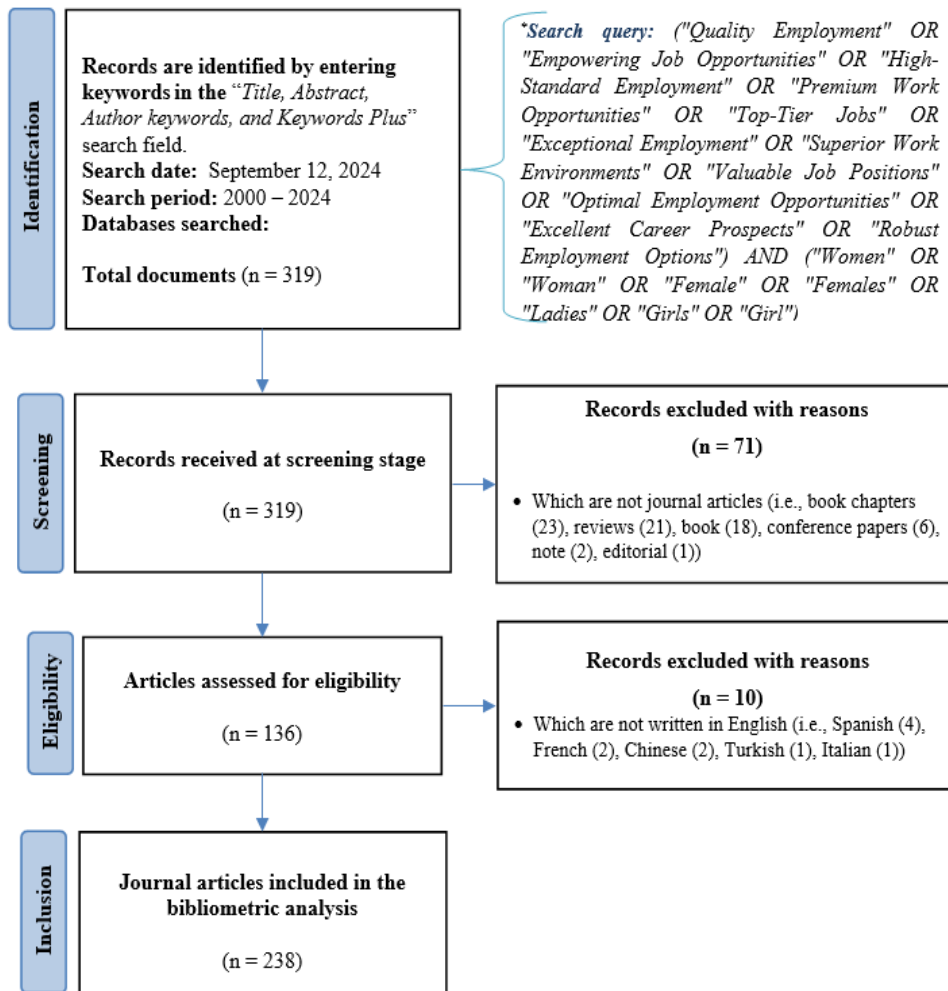 Identification
Records are identified by entering
keywords in the “Title, Abstract,
Author keywords, and Keywords Plus”
search field.
Search date: September 12, 2024
Search period: 2000 – 2024
Databases searched:
Total documents (n = 319)
*Search query: ("Quality Employment" OR
"Empowering Job Opportunities" OR "High-
Standard Employment" OR "Premium Work
Opportunities" OR "Top-Tier Jobs" OR
"Exceptional Employment" OR "Superior Work
Environments" OR "Valuable Job Positions"
OR "Optimal Employment Opportunities" OR
"Excellent Career Prospects" OR "Robust
Employment Options") AND ("Women" OR
"Woman" OR "Female" OR "Females" OR
"Ladies" OR "Girls" OR "Girl")
Screening
Records received at screening stage
(n = 319)
Records excluded with reasons
(n = 71)
• Which are not journal articles (i.e., book chapters
(23), reviews (21), book (18), conference papers (6),
note (2), editorial (1))
Eligibility
Articles assessed for eligibility
(n = 136)
Records excluded with reasons
(n = 10)
• Which are not written in English (i.e., Spanish (4),
French (2), Chinese (2), Turkish (1), Italian (1))
Inclusion
Journal articles included in the
bibliometric analysis
(n = 238)